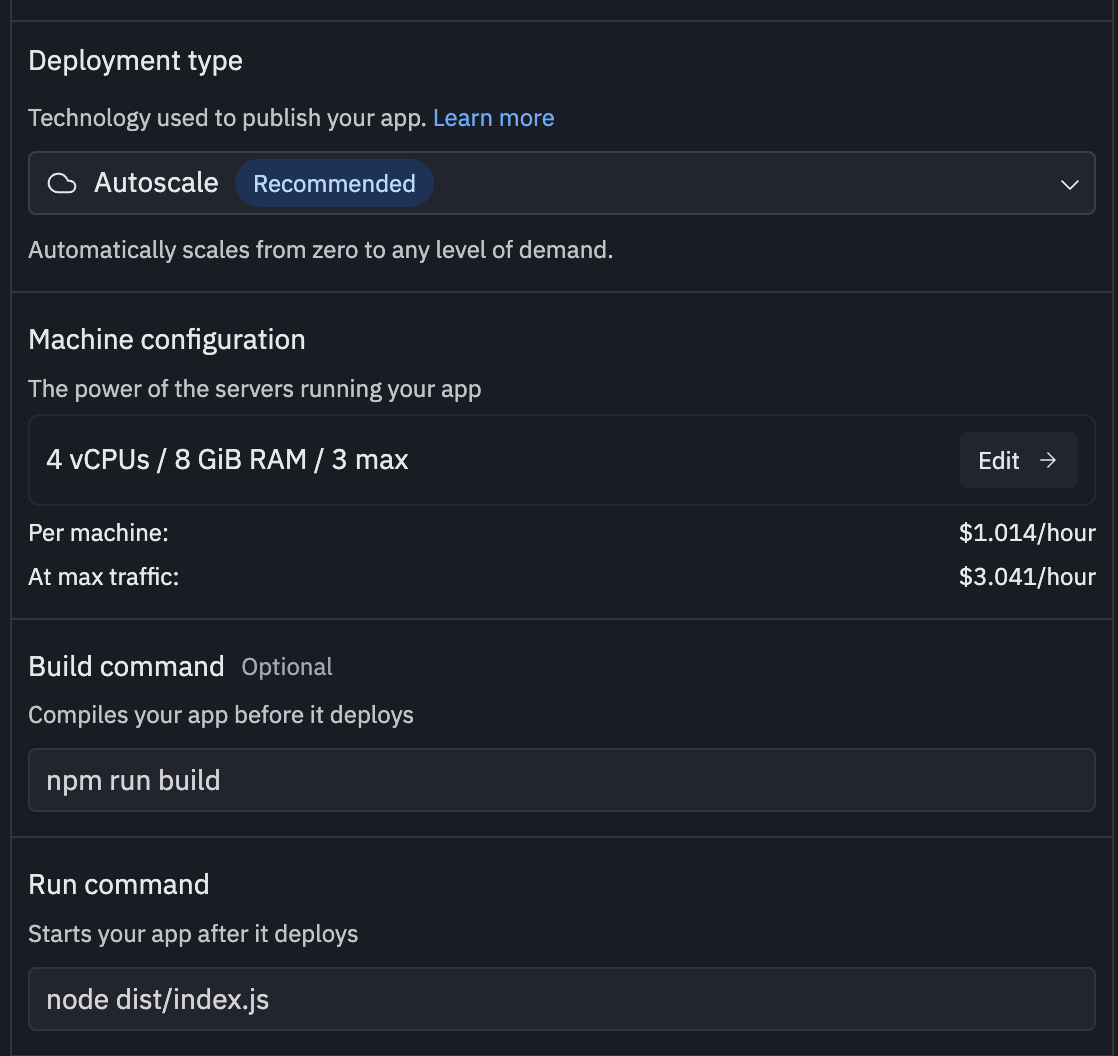 Deployment type
Technology used to publish your app. Learn more
Autoscale Recommended
Automatically scales from zero to any level of demand.
Machine configuration
The power of the servers running your app
4 vCPUs / 8 GiB RAM / 3 max
Edit →
Per machine: $1.014/hour
At max traffic: $3.041/hour
Build command Optional
Compiles your app before it deploys
npm run build
Run command
Starts your app after it deploys
node dist/index.js